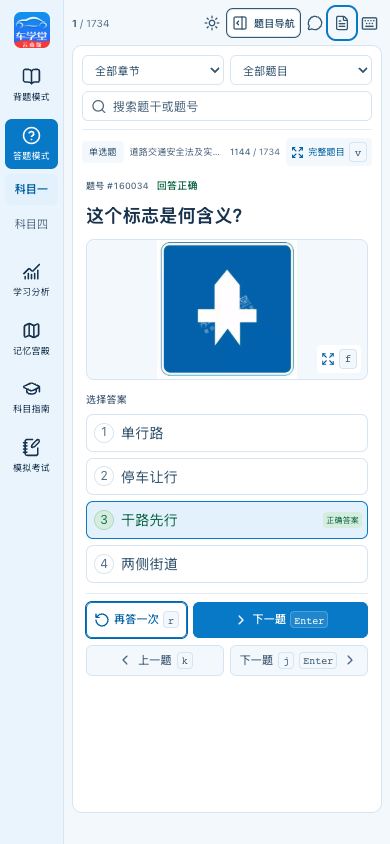 车学堂
云南版
1 / 1734
题目导航
背题模式
答题模式
科目一
科目四
学习分析
记忆宫殿
科目指南
模拟考试
全部章节
全部题目
搜索题干或题号
单选题 道路交通安全法及实... 1144 / 1734 完整题目 v
题号 #160034 回答正确
这个标志是何含义？
f
选择答案
1 单行路
2 停车让行
3 干路先行 正确答案
4 两侧街道
再答一次 r
下一题 Enter
上一题 k
下一题 j Enter